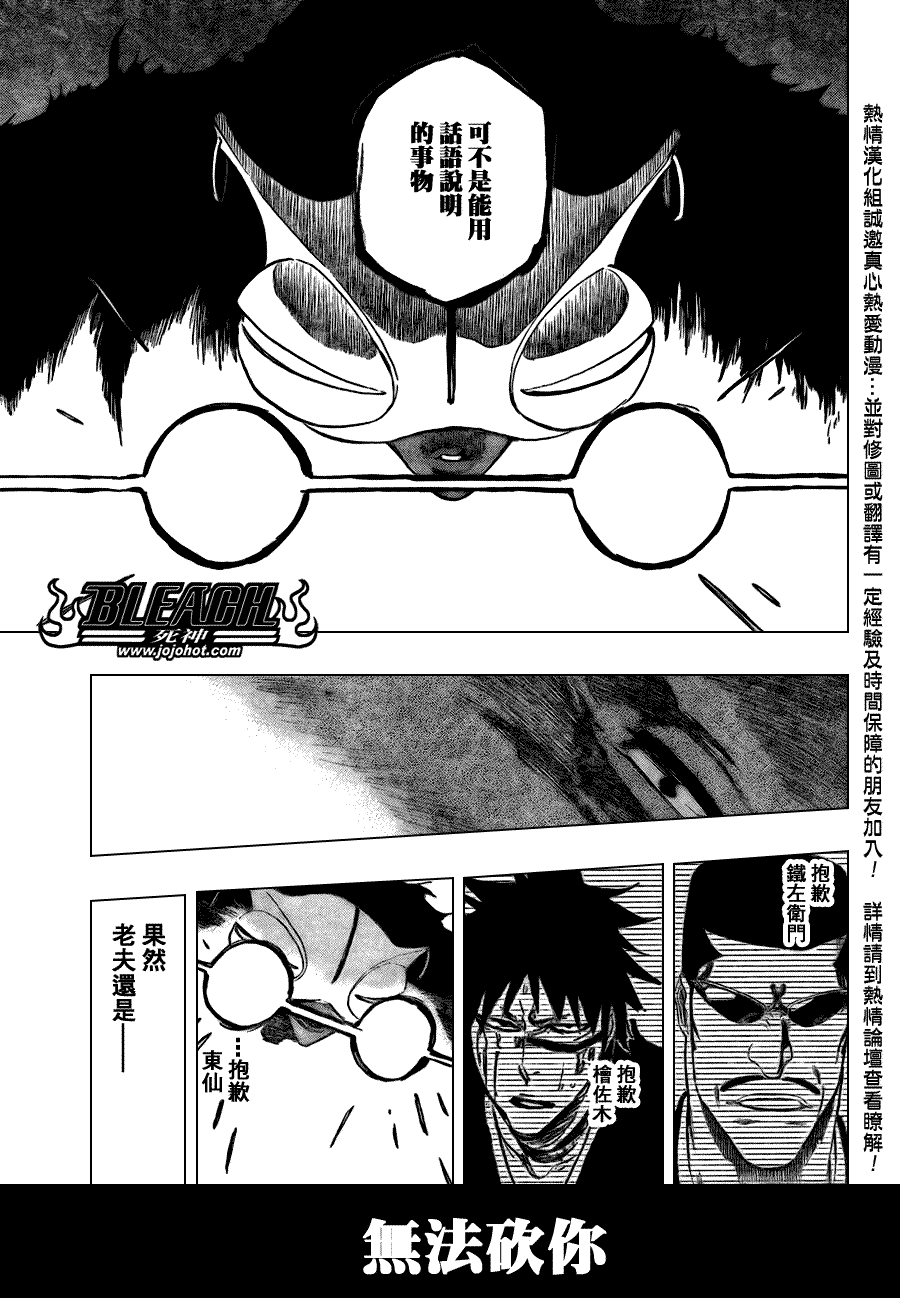 可不是能用
話語說明
的事物
熱情漢化組誠邀真心熱愛動漫…並對修圖或翻譯有一定經驗及時間保障的朋友加入！ 詳情請到熱情論壇查看瞭解！
BLEACH
死神
www.jojohot.com
抱歉
鐵左衛門
抱歉
檜佐木
…抱歉
東仙
果然
老夫還是——
無法砍你